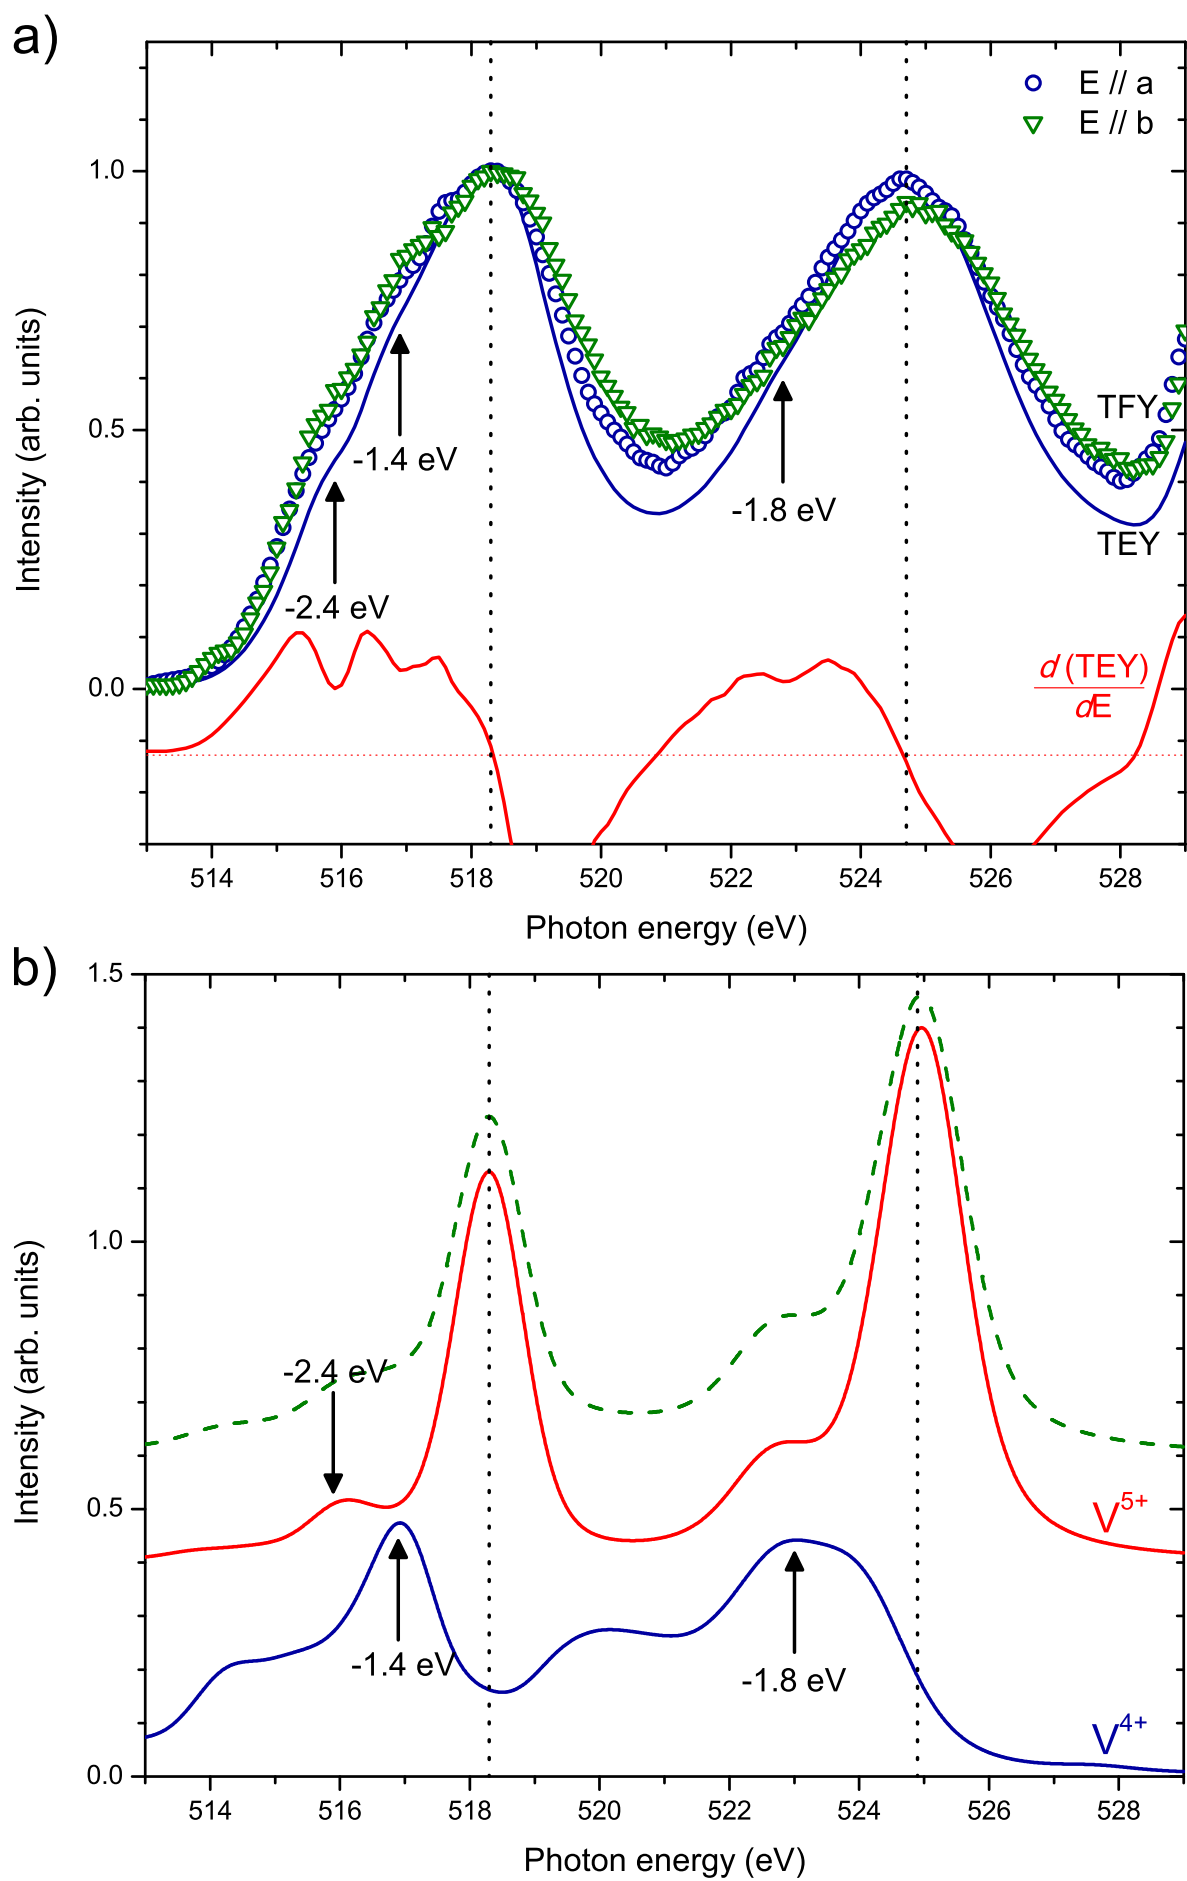 a)
E // a
E // b
1.0
0.5
0.0
Intensity (arb. units)
-1.4 eV
-2.4 eV
-1.8 eV
TFY
TEY
d (TEY)
dE
514 516 518 520 522 524 526 528
Photon energy (eV)
b)
1.5
1.0
0.5
0.0
Intensity (arb. units)
-2.4 eV
-1.4 eV
-1.8 eV
V⁵⁺
V⁴⁺
514 516 518 520 522 524 526 528
Photon energy (eV)